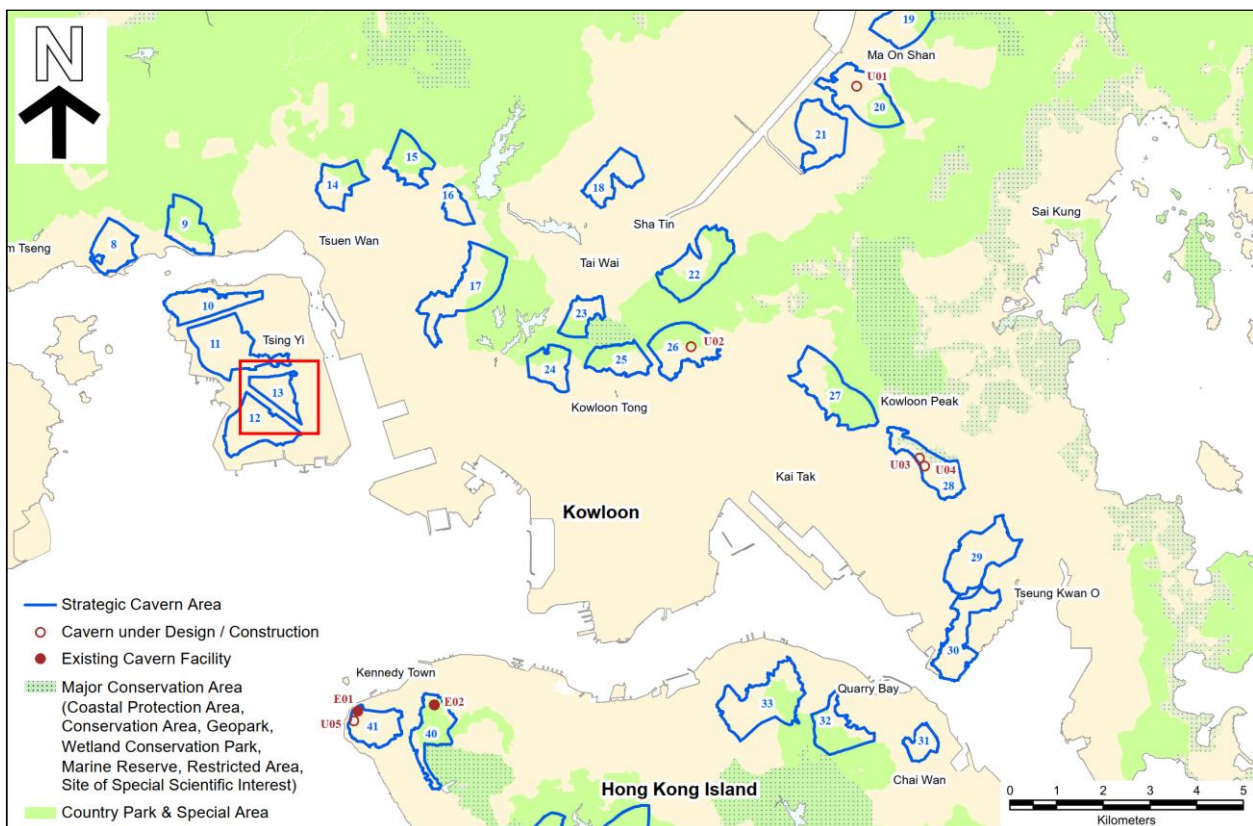 N
19
Ma On Shan
U01
20
21
15
14
16
18
9
Sai Kung
8
m Tseng
Tsuen Wan
Sha Tin
Tai Wai
22
17
10
23
11
Tsing Yi
26
U02
25
24
13
12
Kowloon Tong
27
Kowloon Peak
U03
U04
28
Kai Tak
Kowloon
29
Tseung Kwan O
30
Strategic Cavern Area
Cavern under Design / Construction
Existing Cavern Facility
Major Conservation Area
(Coastal Protection Area,
Conservation Area, Geopark,
Wetland Conservation Park,
Marine Reserve, Restricted Area,
Site of Special Scientific Interest)
Country Park & Special Area
Kennedy Town
E01
E02
U05
41
40
Quarry Bay
33
32
31
Chai Wan
Hong Kong Island
0 1 2 3 4 5
Kilometers